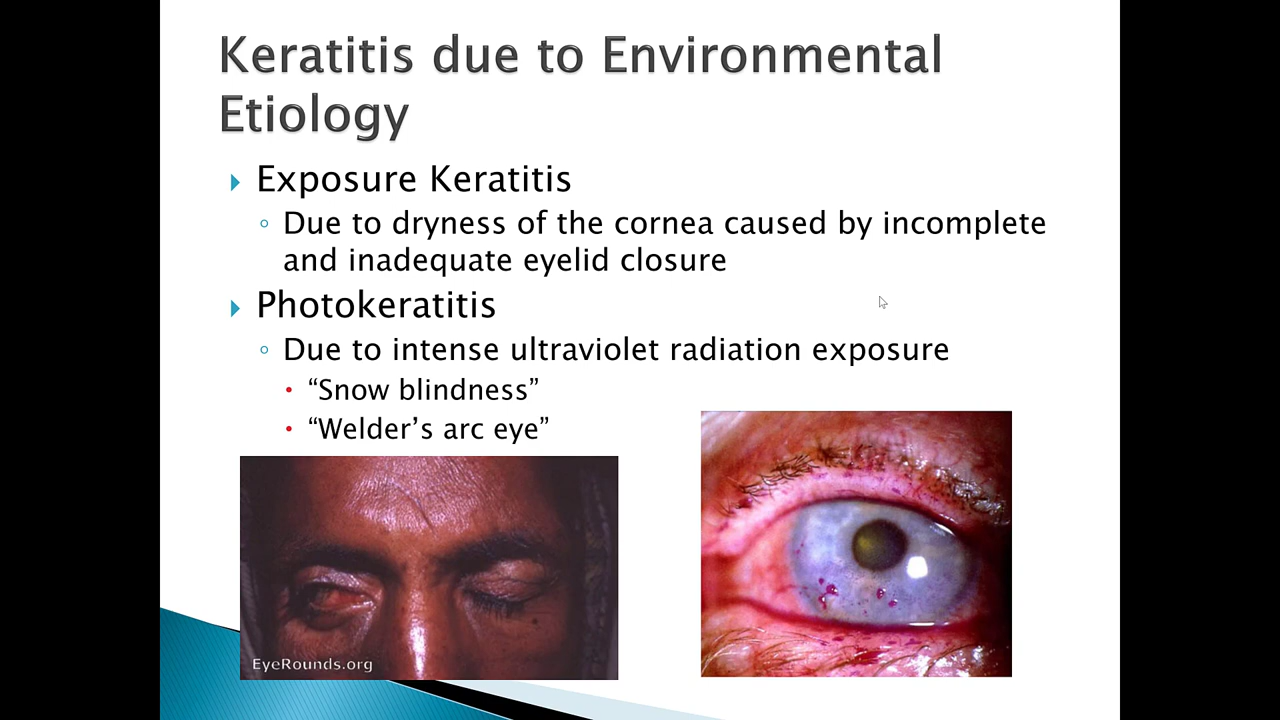 Keratitis due to Environmental
Etiology
Exposure Keratitis
Due to dryness of the cornea caused by incomplete
and inadequate eyelid closure
Photokeratitis
Due to intense ultraviolet radiation exposure
“Snow blindness”
“Welder’s arc eye”
EyeRounds.org